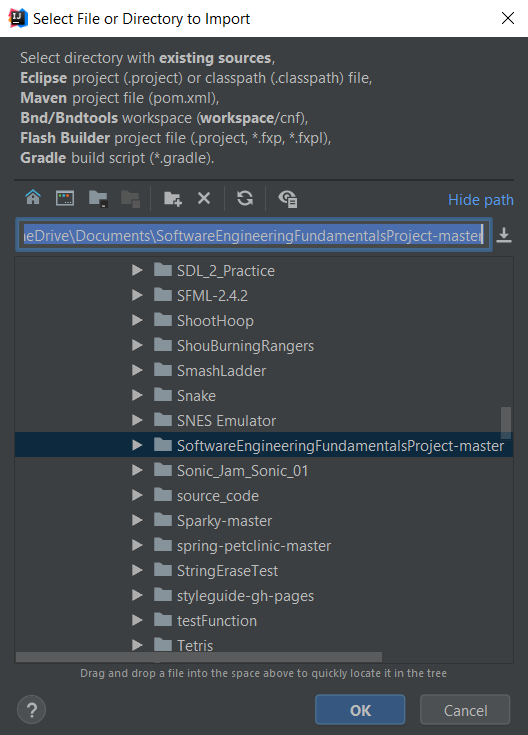 IJ Select File or Directory to Import
Select directory with existing sources,
Eclipse project (.project) or classpath (.classpath) file,
Maven project file (pom.xml),
Bnd/Bndtools workspace (workspace/cnf),
Flash Builder project file (.project, *.fxp, *.fxpl),
Gradle build script (*.gradle).
Hide path
eDrive\Documents\SoftwareEngineeringFundamentalsProject-master
SDL_2_Practice
SFML-2.4.2
ShootHoop
ShouBurningRangers
SmashLadder
Snake
SNES Emulator
SoftwareEngineeringFundamentalsProject-master
Sonic_Jam_Sonic_01
source_code
Sparky-master
spring-petclinic-master
StringEraseTest
styleguide-gh-pages
testFunction
Tetris
Drag and drop a file into the space above to quickly locate it in the tree
? OK Cancel